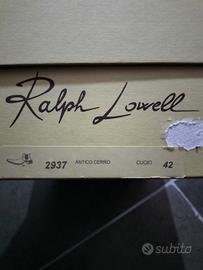 Ralph Lowell
2937 ANTICO CERRO CUOIO 42
subito